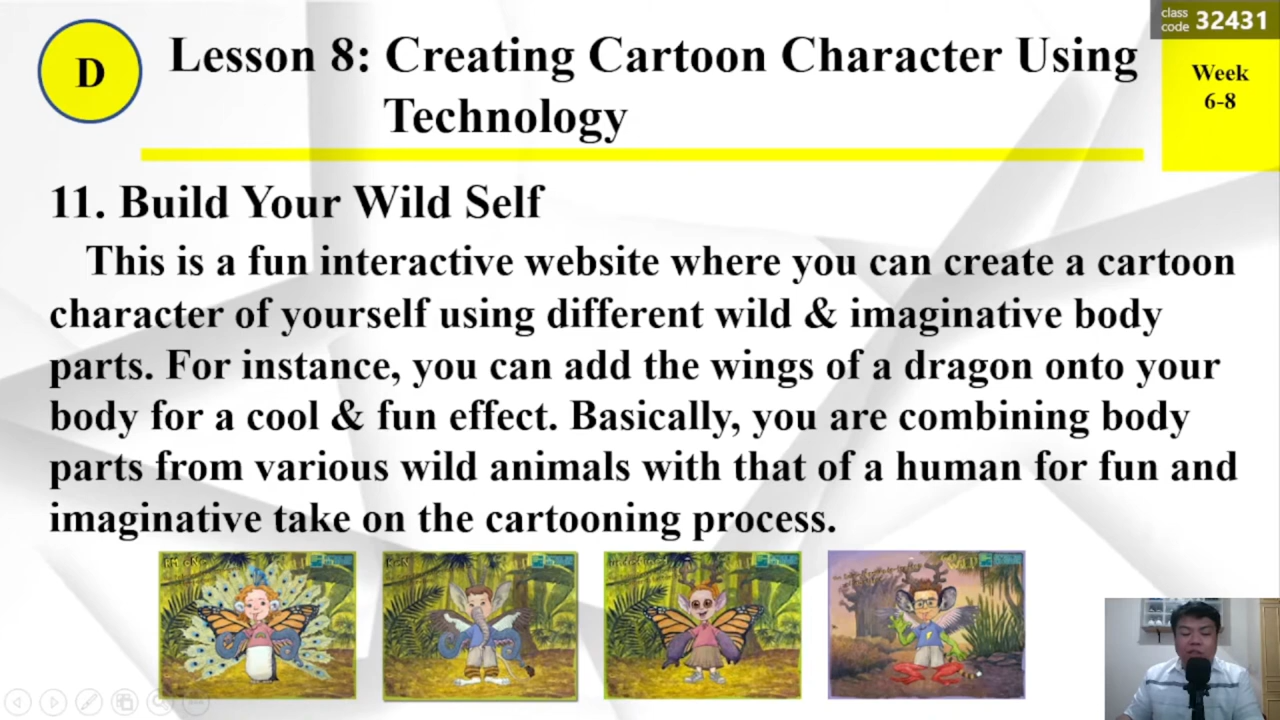 class
code 32431
D
Lesson 8: Creating Cartoon Character Using
Technology
Week
6-8
11. Build Your Wild Self
This is a fun interactive website where you can create a cartoon
character of yourself using different wild & imaginative body
parts. For instance, you can add the wings of a dragon onto your
body for a cool & fun effect. Basically, you are combining body
parts from various wild animals with that of a human for fun and
imaginative take on the cartooning process.